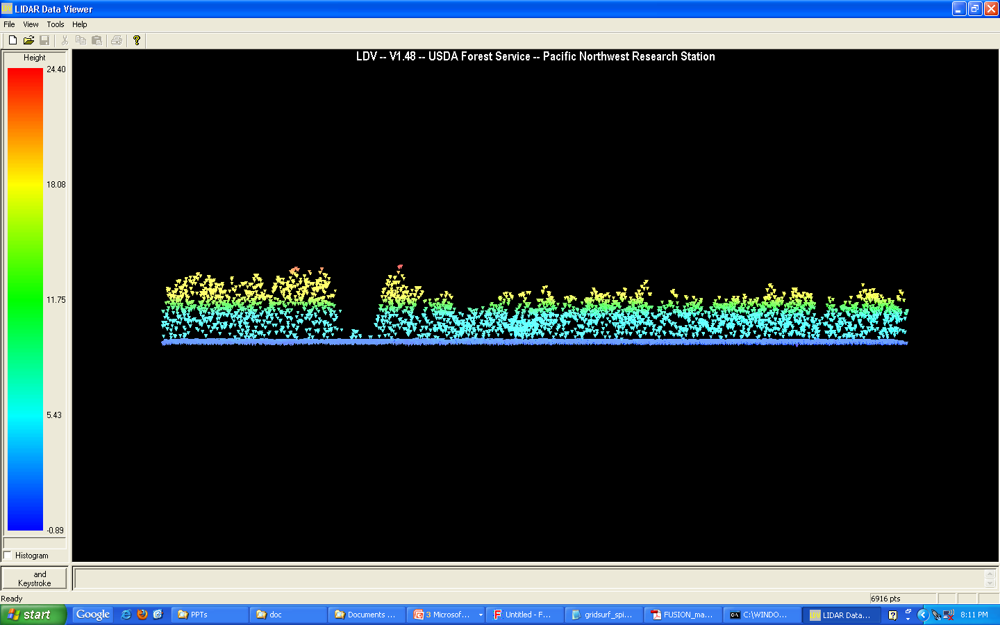 LDV LIDAR Data Viewer
File View Tools Help
LDV -- V1.48 -- USDA Forest Service -- Pacific Northwest Research Station
Height
24.40
18.08
11.75
5.43
-0.89
Histogram
and
Keystroke
Ready
6916 pts
start
Google
PPTs
doc
Documents ...
3 Microsof...
Untitled - F...
gridsurf_spi...
FUSION_ma...
C:\WINDO...
LIDAR Data...
8:11 PM